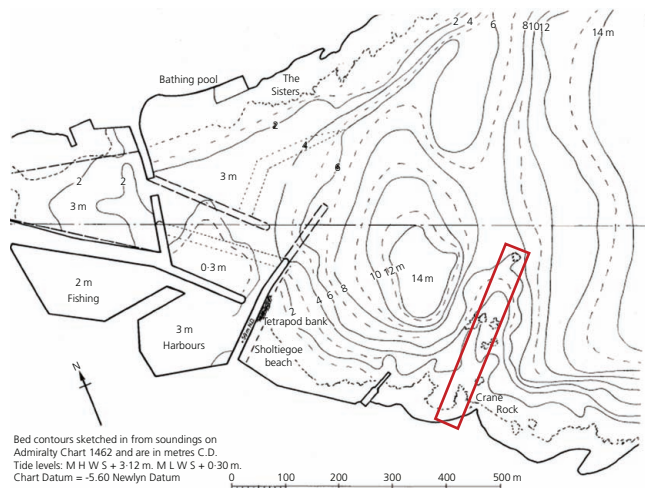 2 4 6 8 10 12 14 m
Bathing pool
The
Sisters
2
4
6
3 m
2
2
3 m
0·3 m
2 m
Fishing
3 m
Harbours
2 4 6 8 10 12 m
14 m
Tetrapod bank
Sholtiegoe
beach
Crane
Rock
N
Bed contours sketched in from soundings on
Admiralty Chart 1462 and are in metres C.D.
Tide levels: M H W S + 3·12 m. M L W S + 0·30 m.
Chart Datum = -5.60 Newlyn Datum
0 100 200 300 400 500 m